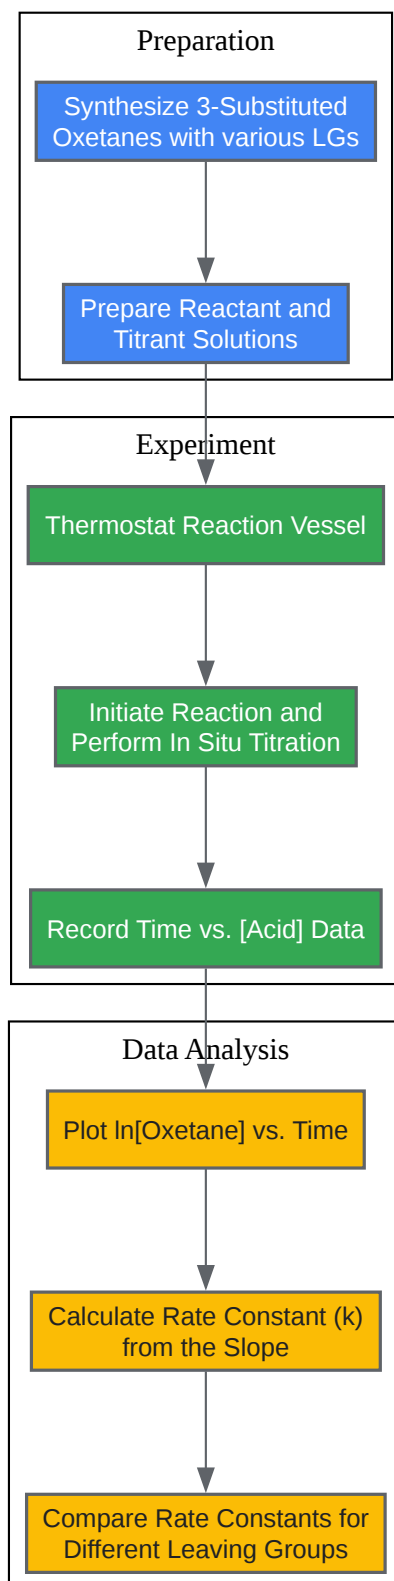 Preparation
Synthesize 3-Substituted
Oxetanes with various LGs
Prepare Reactant and
Titrant Solutions
Experiment
Thermostat Reaction Vessel
Initiate Reaction and
Perform In Situ Titration
Record Time vs. [Acid] Data
Data Analysis
Plot ln[Oxetane] vs. Time
Calculate Rate Constant (k)
from the Slope
Compare Rate Constants for
Different Leaving Groups